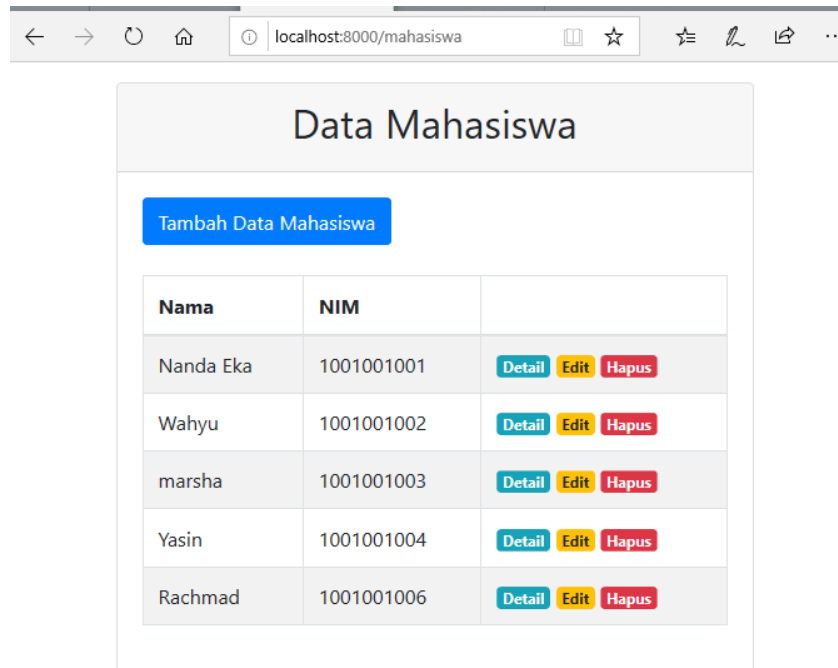 localhost:8000/mahasiswa
Data Mahasiswa
Tambah Data Mahasiswa
Nama NIM
Nanda Eka 1001001001 Detail Edit Hapus
Wahyu 1001001002 Detail Edit Hapus
marsha 1001001003 Detail Edit Hapus
Yasin 1001001004 Detail Edit Hapus
Rachmad 1001001006 Detail Edit Hapus